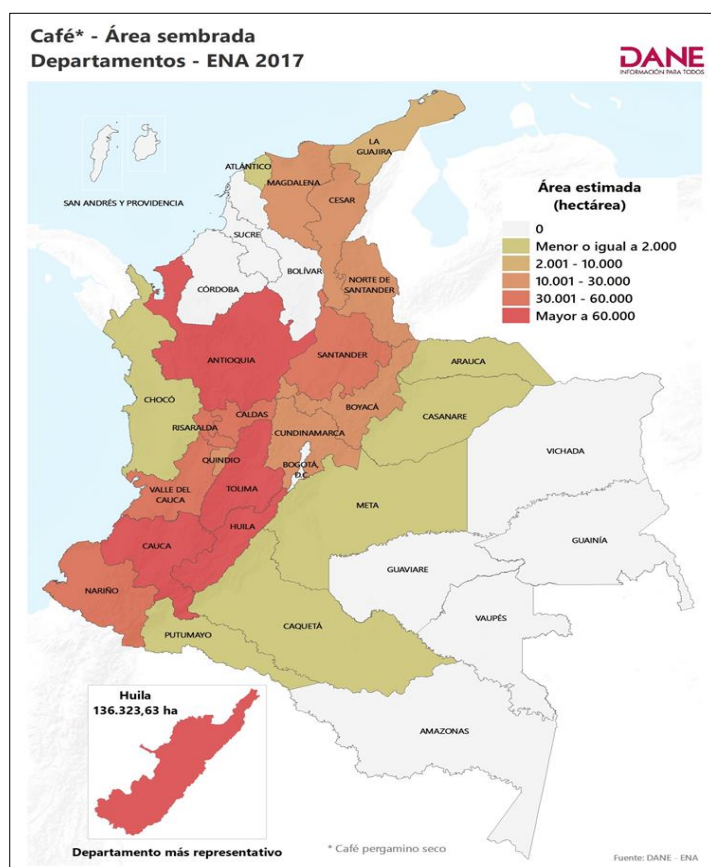 Café* - Área sembrada
Departamentos - ENA 2017
DANE
INFORMACIÓN PARA TODOS
LA
GUAJIRA
ATLÁNTICO
MAGDALENA
CESAR
SAN ANDRÉS Y PROVIDENCIA
SUCRE
BOLÍVAR
CÓRDOBA
NORTE DE
SANTANDER
Área estimada
(hectárea)
0
Menor o igual a 2.000
2.001 - 10.000
10.001 - 30.000
30.001 - 60.000
Mayor a 60.000
ANTIOQUIA
SANTANDER
ARAUCA
CHOCÓ
BOYACÁ
CASANARE
CALDAS
RISARALDA
CUNDINAMARCA
VICHADA
QUINDIO
BOGOTÁ,
D.C
VALLE DEL
CAUCA
TOLIMA
META
HUILA
CAUCA
GUAINÍA
GUAVIARE
NARIÑO
VAUPÉS
CAQUETÁ
PUTUMAYO
AMAZONAS
Huila
136.323,63 ha
Departamento más representativo
* Café pergamino seco
Fuente: DANE - ENA